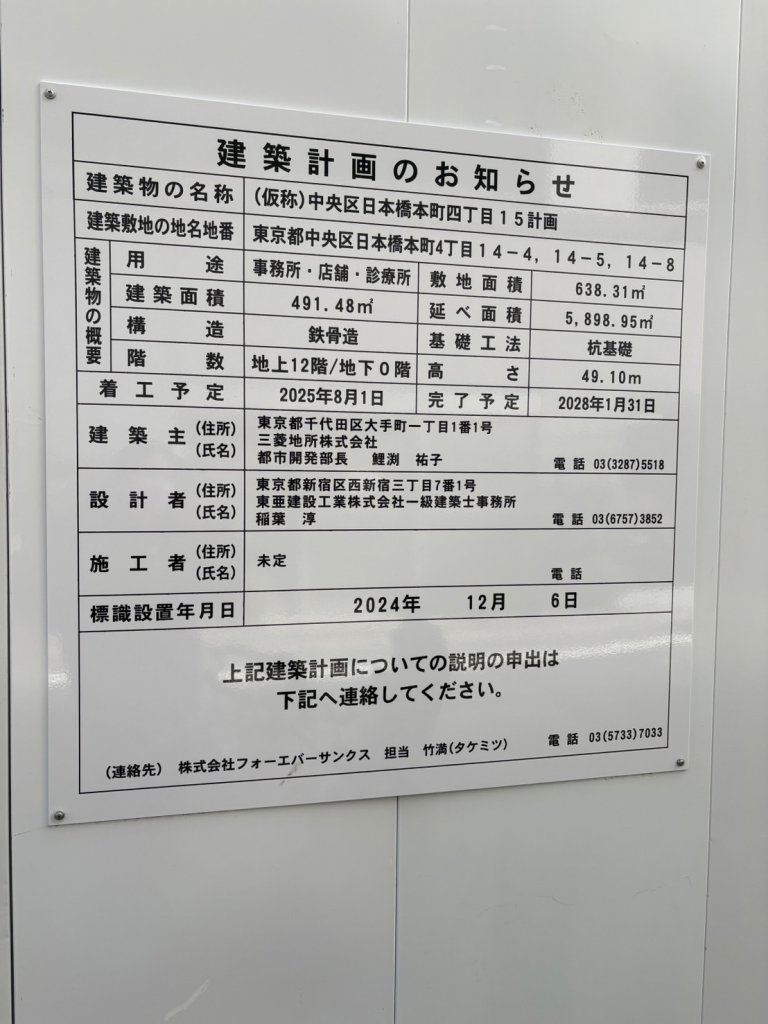 建築計画のお知らせ
建築物の名称 (仮称)中央区日本橋本町四丁目15計画
建築敷地の地名地番 東京都中央区日本橋本町4丁目14-4, 14-5, 14-8
建築物の概要
用途 事務所・店舗・診療所 敷地面積 638.31㎡
建築面積 491.48㎡ 延べ面積 5,898.95㎡
構造 鉄骨造 基礎工法 杭基礎
階数 地上12階/地下0階 高さ 49.10m
着工予定 2025年8月1日 完了予定 2028年1月31日
建築主 (住所) 東京都千代田区大手町一丁目1番1号
三菱地所株式会社
(氏名) 都市開発部長 鯉渕 祐子 電話 03(3287)5518
設計者 (住所) 東京都新宿区西新宿三丁目7番1号
東亜建設工業株式会社一級建築士事務所
(氏名) 稲葉 淳 電話 03(6757)3852
施工者 (住所) 未定
(氏名) 電話
標識設置年月日 2024年 12月 6日
上記建築計画についての説明の申出は
下記へ連絡してください。
(連絡先) 株式会社フォーエバーサンクス 担当 竹満(タケミツ) 電話 03(5733)7033